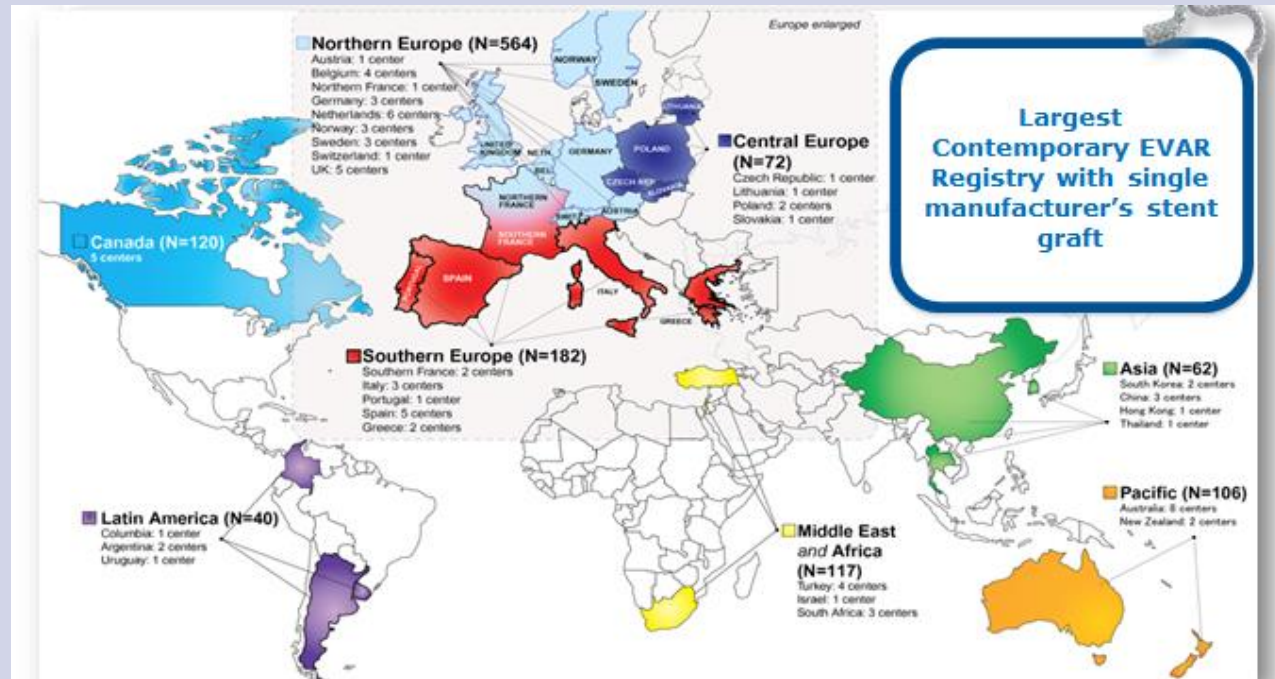 Europe enlarged
Northern Europe (N=564)
Austria: 1 center
Belgium: 4 centers
Northern France: 1 center
Germany: 3 centers
Netherlands: 6 centers
Norway: 3 centers
Sweden: 3 centers
Switzerland: 1 center
UK: 5 centers
NORWAY
SWEDEN
LITHUANIA
UNITED
KINGDOM
NETH.
BEL.
GERMANY
POLAND
CZECH REP.
SLOVAKIA
NORTHERN
FRANCE
SWITZ.
AUSTRIA
SOUTHERN
FRANCE
PORTUGAL
SPAIN
ITALY
GREECE
Largest
Contemporary EVAR
Registry with single
manufacturer’s stent
graft
Central Europe
(N=72)
Czech Republic: 1 center
Lithuania: 1 center
Poland: 2 centers
Slovakia: 1 center
Canada (N=120)
5 centers
Southern Europe (N=182)
Southern France: 2 centers
Italy: 3 centers
Portugal: 1 center
Spain: 5 centers
Greece: 2 centers
Asia (N=62)
South Korea: 2 centers
China: 3 centers
Hong Kong: 1 center
Thailand: 1 center
Latin America (N=40)
Columbia: 1 center
Argentina: 2 centers
Uruguay: 1 center
Middle East
and Africa
(N=117)
Turkey: 4 centers
Israel: 1 center
South Africa: 3 centers
Pacific (N=106)
Australia: 8 centers
New Zealand: 2 centers